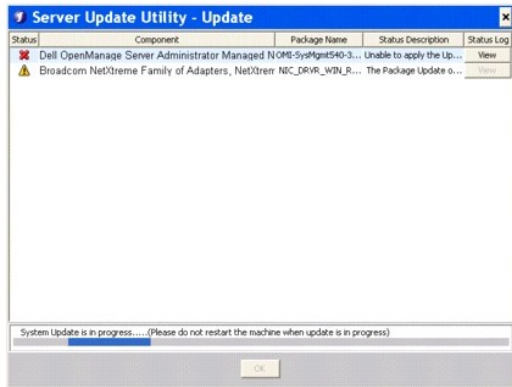 Server Update Utility - Update
Status Component Package Name Status Description Status Log
Dell OpenManage Server Administrator Managed N OMI-SysMgmt540-3... Unable to apply the Up... View
Broadcom NetXtreme Family of Adapters, NetXtrem NIC_DRVR_WIN_R... The Package Update o... View
System Update is in progress.....(Please do not restart the machine when update is in progress)
OK